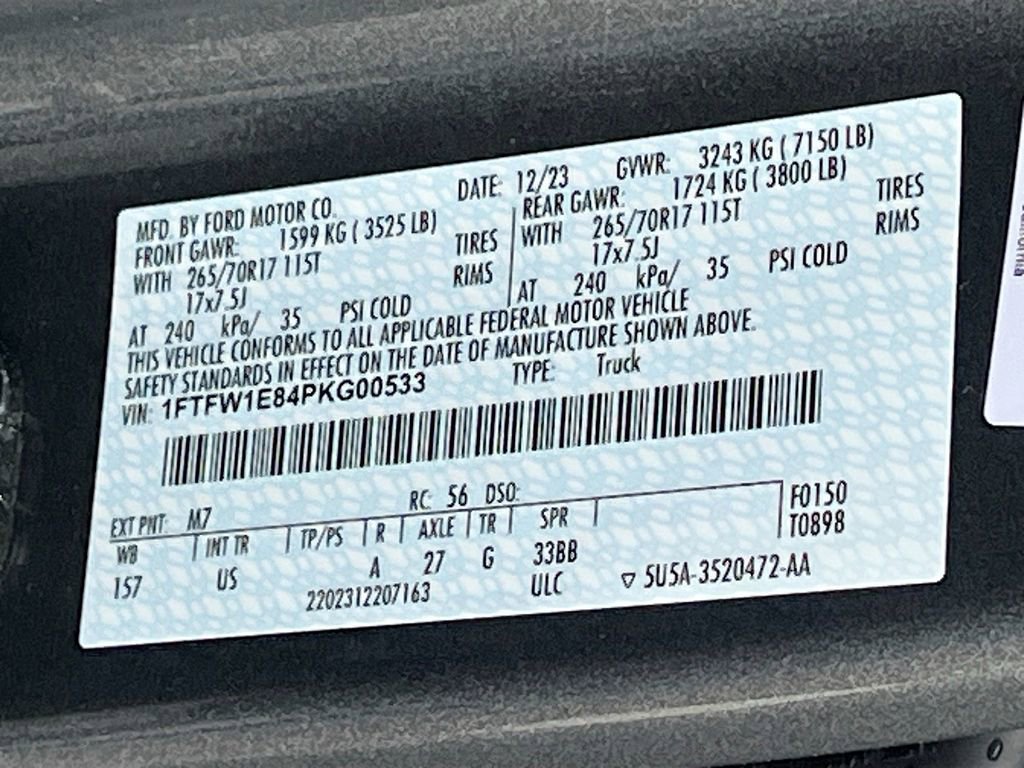 MFD. BY FORD MOTOR CO.
DATE: 12/23 GVWR: 3243 KG ( 7150 LB)
FRONT GAWR: 1599 KG ( 3525 LB)
WITH 265/70R17 115T TIRES
17x7.5J RIMS
AT 240 kPa/ 35 PSI COLD
REAR GAWR: 1724 KG ( 3800 LB)
WITH 265/70R17 115T TIRES
17x7.5J RIMS
AT 240 kPa/ 35 PSI COLD
THIS VEHICLE CONFORMS TO ALL APPLICABLE FEDERAL MOTOR VEHICLE
SAFETY STANDARDS IN EFFECT ON THE DATE OF MANUFACTURE SHOWN ABOVE.
VIN: 1FTFW1E84PKG00533 TYPE: Truck
EXT PNT: M7 RC: 56 DSO:
WB INT TR TP/PS R AXLE TR SPR F0150
157 US A 27 G 33BB T0898
2202312207163 ULC ▽ 5U5A-3520472-AA